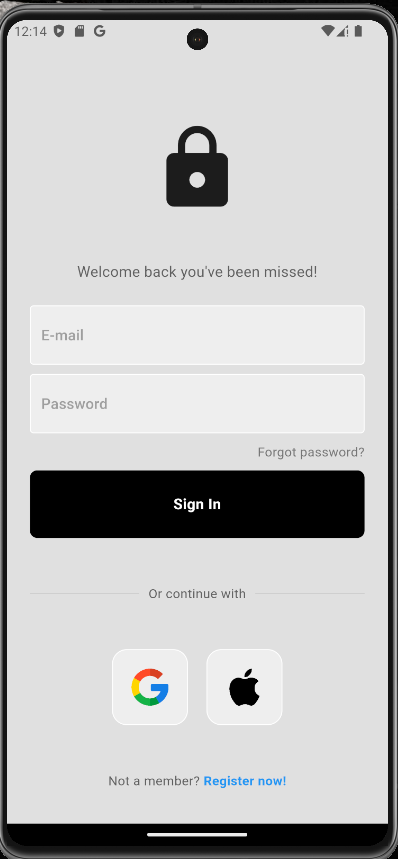 12:14
Welcome back you've been missed!
E-mail
Password
Forgot password?
Sign In
Or continue with
Not a member? Register now!